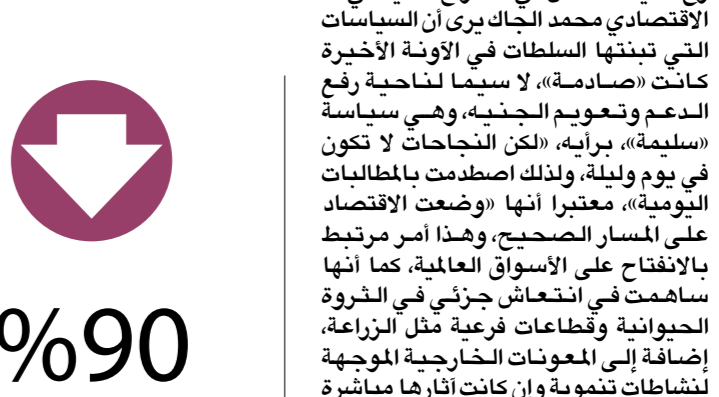 الاقتصادي محمد الجاك يرى أن السياسات
التي تبنتها السلطات في الآونة الأخيرة
كانت «صادمة»، لا سيما لناحية رفع
الدعم وتعويم الجنيه، وهي سياسة
«سليمة»، برأيه، «لكن النجاحات لا تكون
في يوم وليلة، ولذلك اصطدمت بالمطالبات
اليومية»، معتبرا أنها «وضعت الاقتصاد
على المسار الصحيح، وهذا أمر مرتبط
بالانفتاح على الأسواق العالمية، كما أنها
ساهمت في انتعاش جزئي في الثروة
الحيوانية وقطاعات فرعية مثل الزراعة،
إضافة إلى المعونات الخارجية الموجهة
لنشاطات تنموية وإن كانت آثارها مباشرة
%90